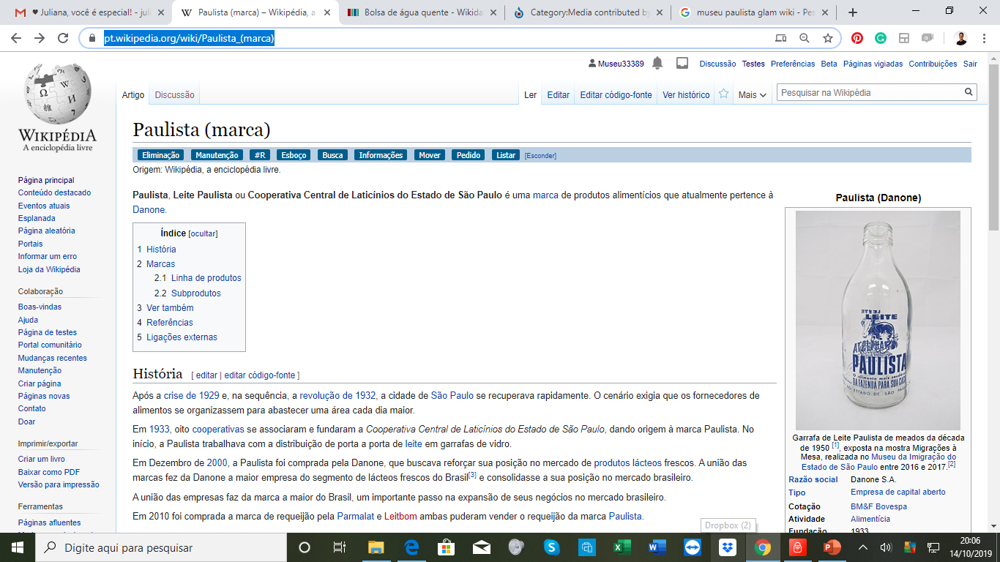 ♥ Juliana, você é especial! - juli
Paulista (marca) – Wikipédia, a
Bolsa de água quente - Wikida
Category:Media contributed by
museu paulista glam wiki - Pes
pt.wikipedia.org/wiki/Paulista_(marca)
Museu33389 Discussão Testes Preferências Beta Páginas vigiadas Contribuições Sair
Artigo Discussão Ler Editar Editar código-fonte Ver histórico Mais Pesquisar na Wikipédia
WIKIPÉDIA
A enciclopédia livre
Página principal
Conteúdo destacado
Eventos atuais
Esplanada
Página aleatória
Portais
Informar um erro
Loja da Wikipédia
Colaboração
Boas-vindas
Ajuda
Página de testes
Portal comunitário
Mudanças recentes
Manutenção
Criar página
Páginas novas
Contato
Doar
Imprimir/exportar
Criar um livro
Baixar como PDF
Versão para impressão
Ferramentas
Páginas afluentes
Paulista (marca)
Eliminação Manutenção #R Esboço Busca Informações Mover Pedido Listar [Esconder]
Origem: Wikipédia, a enciclopédia livre.
Paulista, Leite Paulista ou Cooperativa Central de Laticínios do Estado de São Paulo é uma marca de produtos alimentícios que atualmente pertence à
Danone.
Índice [ocultar]
1 História
2 Marcas
2.1 Linha de produtos
2.2 Subprodutos
3 Ver também
4 Referências
5 Ligações externas
História [ editar | editar código-fonte ]
Após a crise de 1929 e, na sequência, a revolução de 1932, a cidade de São Paulo se recuperava rapidamente. O cenário exigia que os fornecedores de
alimentos se organizassem para abastecer uma área cada dia maior.
Em 1933, oito cooperativas se associaram e fundaram a Cooperativa Central de Laticínios do Estado de São Paulo, dando origem à marca Paulista. No
início, a Paulista trabalhava com a distribuição de porta a porta de leite em garrafas de vidro.
Em Dezembro de 2000, a Paulista foi comprada pela Danone, que buscava reforçar sua posição no mercado de produtos lácteos frescos. A união das
marcas fez da Danone a maior empresa do segmento de lácteos frescos do Brasil[3] e consolidasse a sua posição no mercado brasileiro.
A união das empresas faz da marca a maior do Brasil, um importante passo na expansão de seus negócios no mercado brasileiro.
Em 2010 foi comprada a marca de requeijão pela Parmalat e Leitbom ambas puderam vender o requeijão da marca Paulista.
Paulista (Danone)
LEITE
PAULISTA
O alimento mais saudável
DA FAZENDA PARA SUA CASA
ESTADO DE SÃO PAULO
Garrafa de Leite Paulista de meados da década
de 1950 [1], exposta na mostra Migrações à
Mesa, realizada no Museu da Imigração do
Estado de São Paulo entre 2016 e 2017.[2]
Razão social Danone S.A.
Tipo Empresa de capital aberto
Cotação BM&F Bovespa
Atividade Alimentícia
Fundação 1933
Dropbox (2)
Digite aqui para pesquisar
20:06
14/10/2019